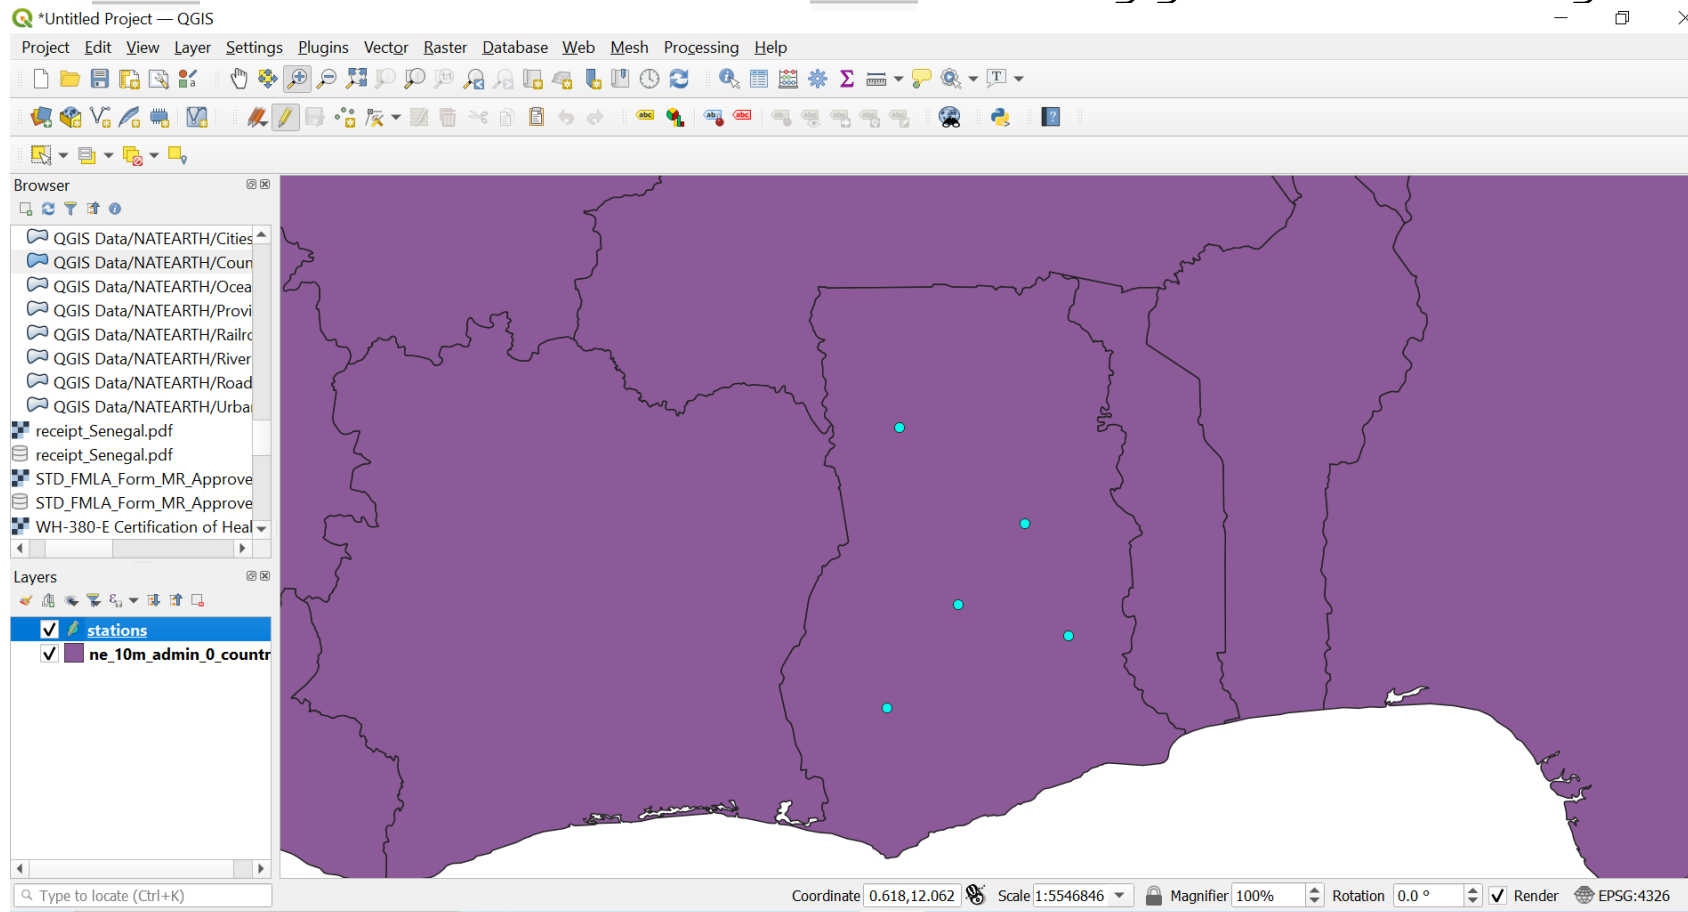 *Untitled Project — QGIS
Project Edit View Layer Settings Plugins Vector Raster Database Web Mesh Processing Help
Browser
QGIS Data/NATEARTH/Cities
QGIS Data/NATEARTH/Coun
QGIS Data/NATEARTH/Ocea
QGIS Data/NATEARTH/Provi
QGIS Data/NATEARTH/Railro
QGIS Data/NATEARTH/River
QGIS Data/NATEARTH/Road
QGIS Data/NATEARTH/Urba
receipt_Senegal.pdf
receipt_Senegal.pdf
STD_FMLA_Form_MR_Approve
STD_FMLA_Form_MR_Approve
WH-380-E Certification of Heal
Layers
stations
ne_10m_admin_0_countr
Type to locate (Ctrl+K)
Coordinate 0.618,12.062 Scale 1:5546846 Magnifier 100% Rotation 0.0 ° Render EPSG:4326